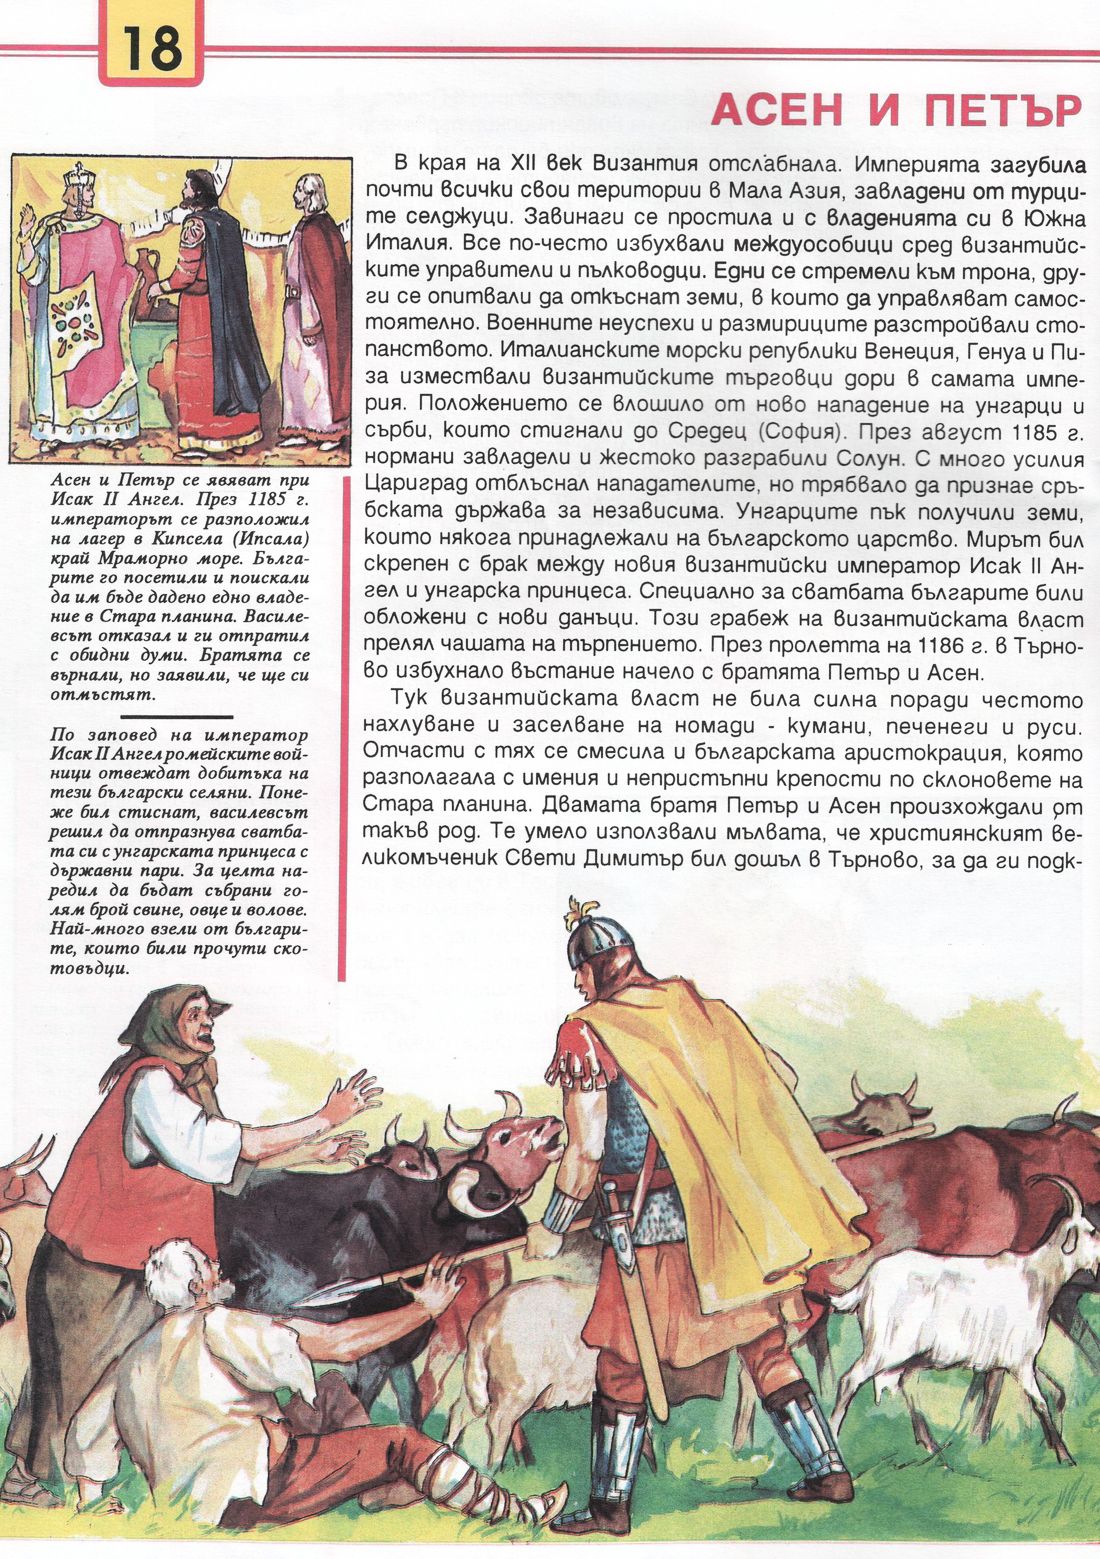 18
АСЕН И ПЕТЪР
В края на XII век Византия отслабнала. Империята загубила
почти всички свои територии в Мала Азия, завладени от турци-
те селджуци. Завинаги се простила и с владенията си в Южна
Италия. Все по-често избухвали междуособици сред византийс-
ките управители и пълководци. Едни се стремели към трона, дру-
ги се опитвали да откъснат земи, в които да управляват самос-
тоятелно. Военните неуспехи и размириците разстройвали сто-
панството. Италианските морски републики Венеция, Генуа и Пи-
за измествали византийските търговци дори в самата импе-
рия. Положението се влошило от ново нападение на унгарци и
сърби, които стигнали до Средец (София). През август 1185 г.
нормани завладели и жестоко разграбили Солун. С много усилия
Цариград отблъснал нападателите, но трябвало да признае сръ-
бската държава за независима. Унгарците пък получили земи,
които някога принадлежали на българското царство. Мирът бил
скрепен с брак между новия византийски император Исак II Ан-
гел и унгарска принцеса. Специално за сватбата българите били
обложени с нови данъци. Този грабеж на византийската власт
прелял чашата на търпението. През пролетта на 1186 г. в Търно-
во избухнало въстание начело с братята Петър и Асен.
Тук византийската власт не била силна поради честото
нахлуване и заселване на номади - кумани, печенеги и руси.
Отчасти с тях се смесила и българската аристокрация, която
разполагала с имения и непристъпни крепости по склоновете на
Стара планина. Двамата братя Петър и Асен произхождали от
такъв род. Те умело използвали мълвата, че християнският ве-
ликомъченик Свети Димитър бил дошъл в Търново, за да ги подк-
Асен и Петър се явяват при
Исак II Ангел. През 1185 г.
императорът се разположил
на лагер в Кипсела (Ипсала)
край Мраморно море. Бълга-
рите го посетили и поискали
да им бъде дадено едно владе-
ние в Стара планина. Васile-
всът отказал и ги отпратил
с обидни думи. Братята се
върнали, но заявили, че ще си
отмъстят.
По заповед на император
Исак II Ангел ромейските вой-
ници отвеждат добитъка на
тези български селяни. Поне-
же бил стиснат, василевсът
решил да отпразнува сватба-
та си с унгарската принцеса с
държавни пари. За целта на-
редил да бъдат събрани го-
лям брой свине, овце и волове.
Най-много взели от българи-
те, които били прочути ско-
товъдци.